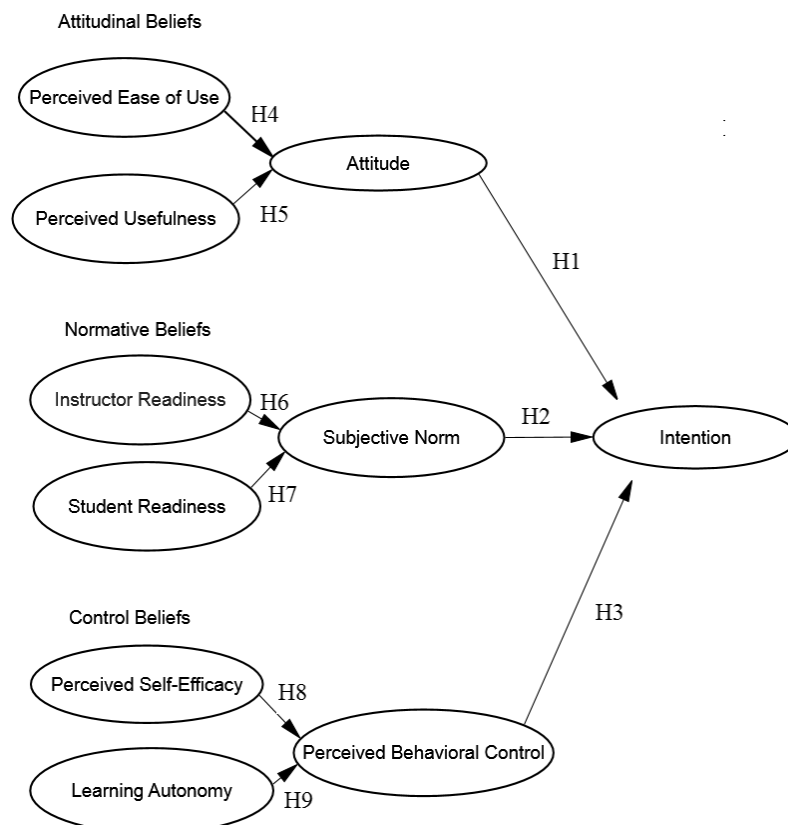 Attitudinal Beliefs
Perceived Ease of Use
H4
Attitude
Perceived Usefulness
H5
H1
Normative Beliefs
Instructor Readiness
H6
Subjective Norm
H2
Intention
Student Readiness
H7
Control Beliefs
H3
Perceived Self-Efficacy
H8
Perceived Behavioral Control
Learning Autonomy
H9